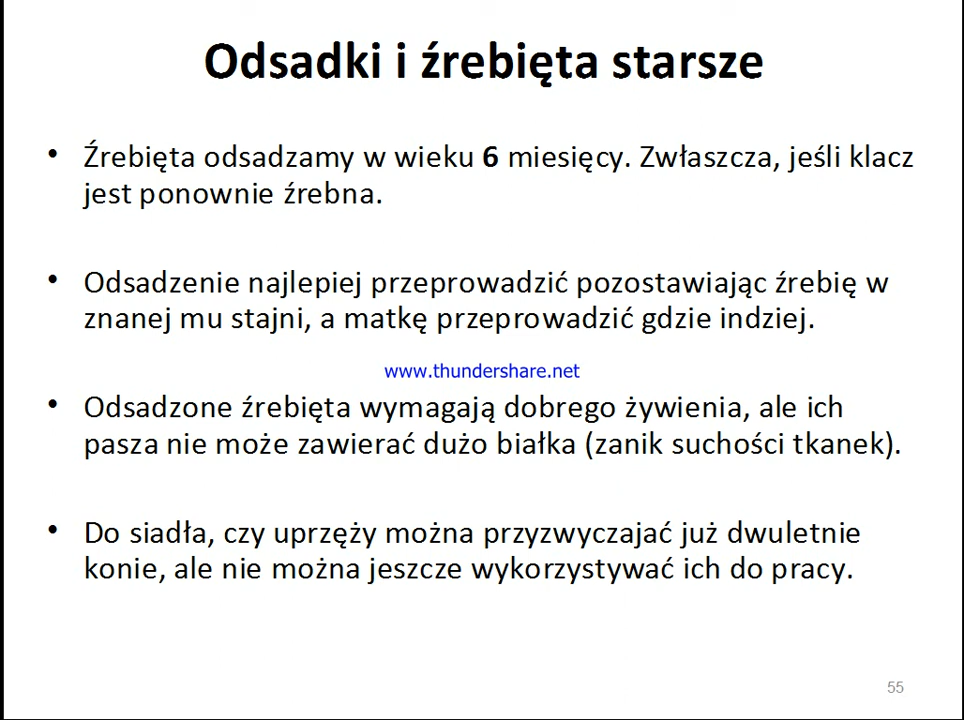 Odsadki i źrebięta starsze
• Źrebięta odsadzamy w wieku 6 miesięcy. Zwłaszcza, jeśli klacz
jest ponownie źrebna.
• Odsadzenie najlepiej przeprowadzić pozostawiając źrebię w
znanej mu stajni, a matkę przeprowadzić gdzie indziej.
www.thundershare.net
• Odsadzone źrebięta wymagają dobrego żywienia, ale ich
pasza nie może zawierać dużo białka (zanik suchości tkanek).
• Do siadła, czy uprzęży można przyzwyczajać już dwuletnie
konie, ale nie można jeszcze wykorzystywać ich do pracy.
55